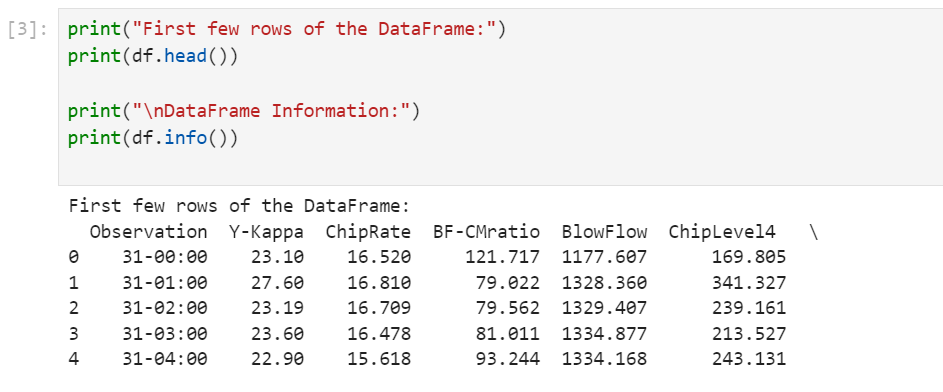 [3]: print("First few rows of the DataFrame:")
print(df.head())
print("\nDataFrame Information:")
print(df.info())
First few rows of the DataFrame:
Observation Y-Kappa ChipRate BF-CMratio BlowFlow ChipLevel4 \
0 31-00:00 23.10 16.520 121.717 1177.607 169.805
1 31-01:00 27.60 16.810 79.022 1328.360 341.327
2 31-02:00 23.19 16.709 79.562 1329.407 239.161
3 31-03:00 23.60 16.478 81.011 1334.877 213.527
4 31-04:00 22.90 15.618 93.244 1334.168 243.131